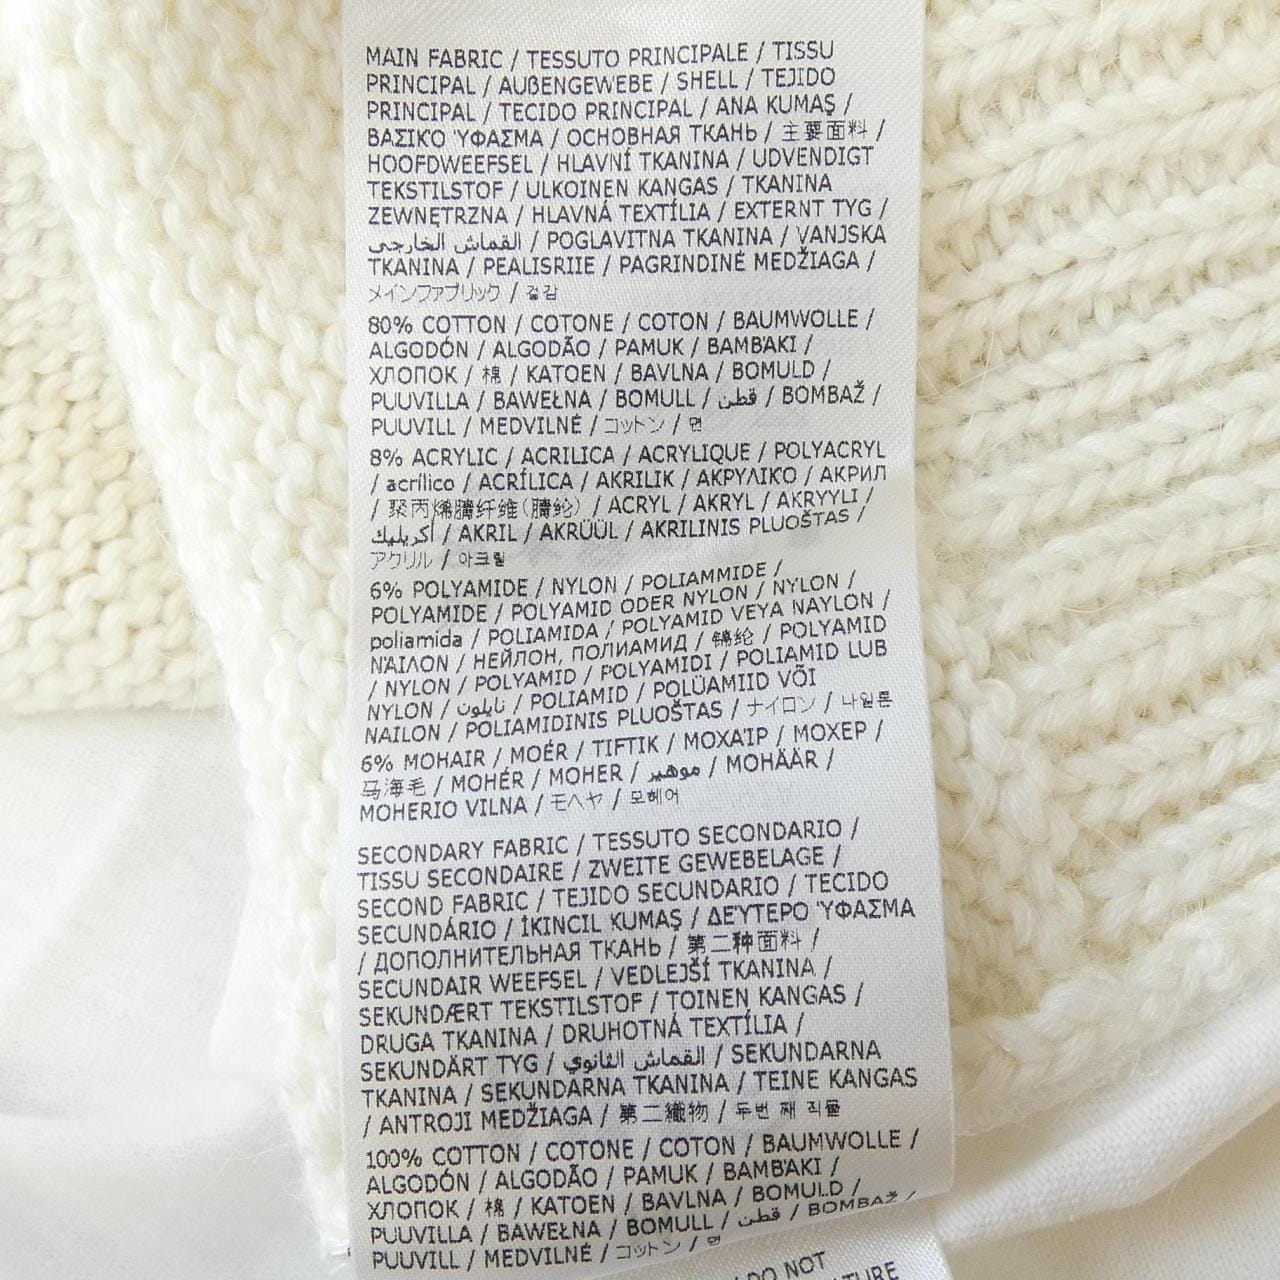 MAIN FABRIC / TESSUTO PRINCIPALE / TISSU
PRINCIPAL / AUßENGEWEBE / SHELL / TEJIDO
PRINCIPAL / TECIDO PRINCIPAL / ANA KUMAŞ /
ΒΑΣΙΚΌ ΎΦΑΣΜΑ / ОСНОВНАЯ ТКАНЬ / 主要面料 /
HOOFDWEEFSEL / HLAVNÍ TKANINA / UDVENDIGT
TEKSTILSTOF / ULKOINEN KANGAS / TKANINA
ZEWNĘTRZNA / HLAVNÁ TEXTÍLIA / EXTERNT TYG /
القماش الخارجي / POGLAVITNA TKANINA / VANJSKA
TKANINA / PEALISRIIE / PAGRINDINĖ MEDŽIAGA /
メインファブリック / 겉감
80% COTTON / COTONE / COTON / BAUMWOLLE /
ALGODÓN / ALGODÃO / PAMUK / ΒΑΜΒΆΚΙ /
ХЛОПОК / 棉 / KATOEN / BAVLNA / BOMULD /
PUUVILLA / BAWEŁNA / BOMULL / قطن / BOMBAŽ /
PUUVILL / MEDVILNĖ / コットン / 면
8% ACRYLIC / ACRILICA / ACRYLIQUE / POLYACRYL
/ acrílico / ACRÍLICA / AKRILIK / ΑΚΡΥΛΙΚΌ / АКРИЛ
/ 聚丙烯腈纤维(腈纶) / ACRYL / AKRYL / AKRYYLI /
أكريليك / AKRIL / AKRÜÜL / AKRILINIS PLUOŠTAS /
アクリル / 아크릴
6% POLYAMIDE / NYLON / POLIAMMIDE /
POLYAMIDE / POLYAMID ODER NYLON / NYLON /
poliamida / POLIAMIDA / POLYAMID VEYA NAYLON /
ΝΆΙΛΟΝ / НЕЙЛОН, ПОЛИАМИД / 锦纶 / POLYAMID
/ NYLON / POLYAMID / POLYAMIDI / POLIAMID LUB
NYLON / نايلون / POLIAMID / POLÜAMIID VÕI
NAILON / POLIAMIDINIS PLUOŠTAS / ナイロン / 나일론
6% MOHAIR / MOÉR / TIFTIK / ΜΟΧΑΊΡ / МОХЕР /
马海毛 / MOHÉR / MOHER / موهير / MOHÄÄR /
MOHERIO VILNA / モヘヤ / 모헤어
SECONDARY FABRIC / TESSUTO SECONDARIO /
TISSU SECONDAIRE / ZWEITE GEWEBELAGE /
SECOND FABRIC / TEJIDO SECUNDARIO / TECIDO
SECUNDÁRIO / İKINCIL KUMAŞ / ΔΕΎΤΕΡΟ ΎΦΑΣΜΑ
/ ДОПОЛНИТЕЛЬНАЯ ТКАНЬ / 第二种面料 /
SECUNDAIR WEEFSEL / VEDLEJŠÍ TKANINA /
SEKUNDÆRT TEKSTILSTOF / TOINEN KANGAS /
DRUGA TKANINA / DRUHOTNÁ TEXTÍLIA /
SEKUNDÄRT TYG / القماش الثانوي / SEKUNDARNA
TKANINA / SEKUNDARNA TKANINA / TEINE KANGAS
/ ANTROJI MEDŽIAGA / 第二織物 / 두번 째 직물
100% COTTON / COTONE / COTON / BAUMWOLLE /
ALGODÓN / ALGODÃO / PAMUK / ΒΑΜΒΆΚΙ /
ХЛОПОК / 棉 / KATOEN / BAVLNA / BOMULD /
PUUVILLA / BAWEŁNA / BOMULL / قطن / BOMBAŽ /
PUUVILL / MEDVILNĖ / コットン / 면
/ DO NOT